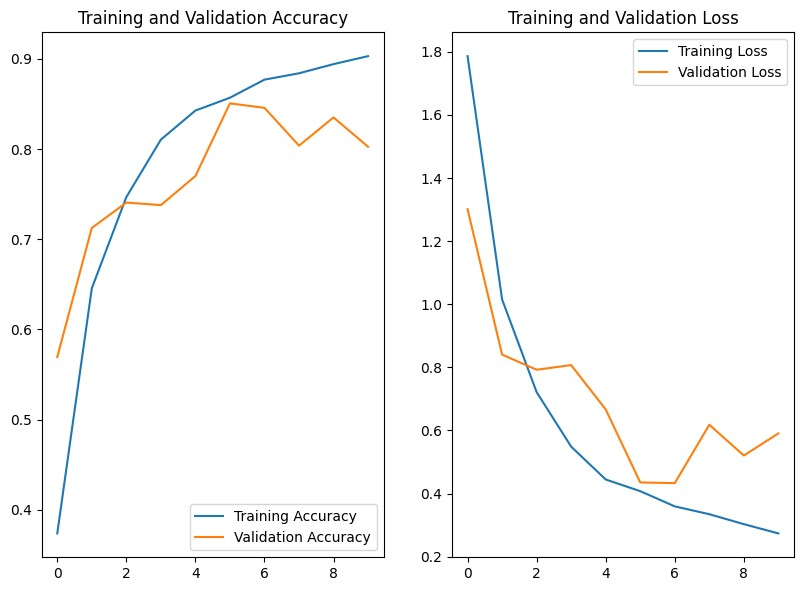 Training and Validation Accuracy
0.9
0.8
0.7
0.6
0.5
0.4
0 2 4 6 8
Training Accuracy
Validation Accuracy
Training and Validation Loss
1.8
1.6
1.4
1.2
1.0
0.8
0.6
0.4
0.2
0 2 4 6 8
Training Loss
Validation Loss